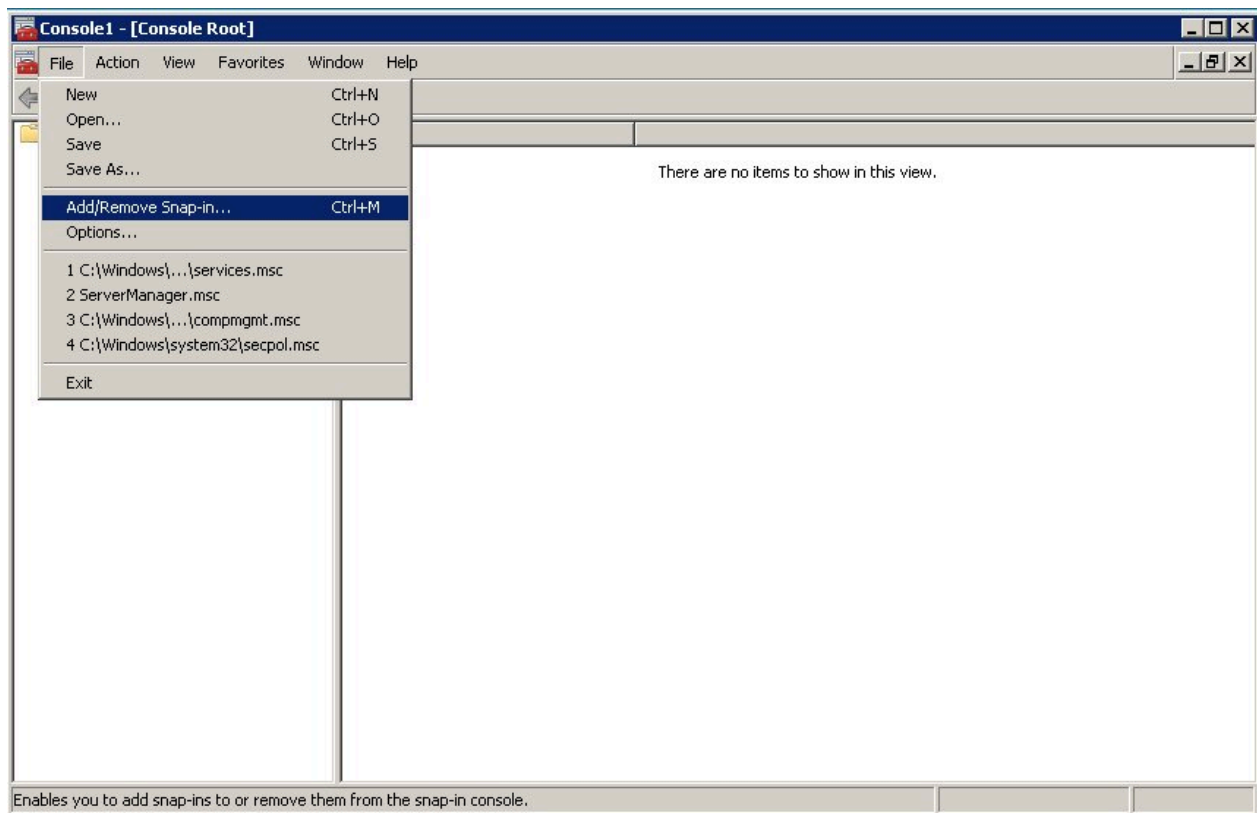 Console1 - [Console Root]
File Action View Favorites Window Help
New Ctrl+N
Open... Ctrl+O
Save Ctrl+S
Save As...
Add/Remove Snap-in... Ctrl+M
Options...
1 C:\Windows\...\services.msc
2 ServerManager.msc
3 C:\Windows\...\compmgmt.msc
4 C:\Windows\system32\secpol.msc
Exit
There are no items to show in this view.
Enables you to add snap-ins to or remove them from the snap-in console.